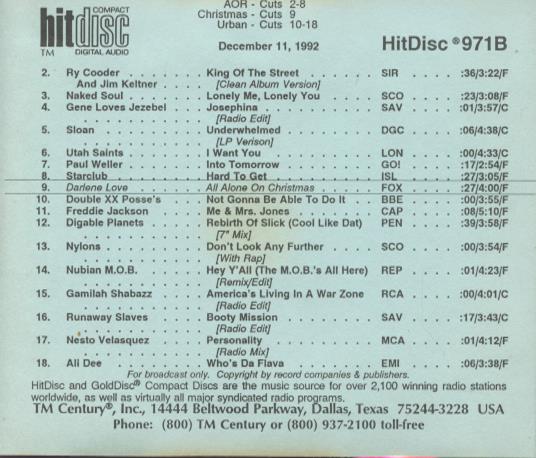 AOR - Cuts 2-8
COMPACT
Christmas - Cuts 9
hitdisc
Urban - Cuts 10-18
TM DIGITAL AUDIO
December 11, 1992
HitDisc ® 971B
2. Ry Cooder . . . . . . . . King Of The Street . . . . . . . . SIR . . . . :36/3:22/F
And Jim Keltner . . . . [Clean Album Version]
3. Naked Soul . . . . . . . . Lonely Me, Lonely You . . . . . SCO . . . . :23/3:08/F
4. Gene Loves Jezebel . . . Josephina . . . . . . . . . . . . SAV . . . . :01/3:57/C
. . . . . . . . . . . [Radio Edit]
5. Sloan . . . . . . . . . . Underwhelmed . . . . . . . . . DGC . . . . :06/4:38/C
. . . . . . . . . . . [LP Verison]
6. Utah Saints . . . . . . . . I Want You . . . . . . . . . . . LON . . . . :00/4:33/C
7. Paul Weller . . . . . . . . Into Tomorrow . . . . . . . . . GO! . . . . :17/2:54/F
8. Starclub . . . . . . . . . Hard To Get . . . . . . . . . . ISL . . . . :27/3:05/F
9. Darlene Love . . . . . . . All Alone On Christmas . . . . . FOX . . . . :27/4:00/F
10. Double XX Posse's . . . Not Gonna Be Able To Do It . . BBE . . . . :00/3:55/F
11. Freddie Jackson . . . . . Me & Mrs. Jones . . . . . . . . CAP . . . . :08/5:10/F
12. Digable Planets . . . . . Rebirth Of Slick (Cool Like Dat) PEN . . . . :39/3:58/F
. . . . . . . . . . . [7" Mix]
13. Nylons . . . . . . . . . . Don't Look Any Further . . . . . SCO . . . . :00/3:54/F
. . . . . . . . . . . [With Rap]
14. Nubian M.O.B. . . . . . . Hey Y'All (The M.O.B.'s All Here) REP . . . . :01/4:23/F
. . . . . . . . . . . [Remix/Edit]
15. Gamilah Shabazz . . . . America's Living In A War Zone RCA . . . . :00/4:01/C
. . . . . . . . . . . [Radio Edit]
16. Runaway Slaves . . . . . Booty Mission . . . . . . . . . SAV . . . . :17/3:43/C
. . . . . . . . . . . [Radio Edit]
17. Nesto Velasquez . . . . . Personality . . . . . . . . . . . MCA . . . . :01/4:12/F
. . . . . . . . . . . [Radio Mix]
18. Ali Dee . . . . . . . . . . Who's Da Flava . . . . . . . . . EMI . . . . :06/3:38/F
For broadcast only. Copyright by record companies & publishers.
HitDisc and GoldDisc® Compact Discs are the music source for over 2,100 winning radio stations
worldwide, as well as virtually all major syndicated radio programs.
TM Century®, Inc., 14444 Beltwood Parkway, Dallas, Texas 75244-3228 USA
Phone: (800) TM Century or (800) 937-2100 toll-free